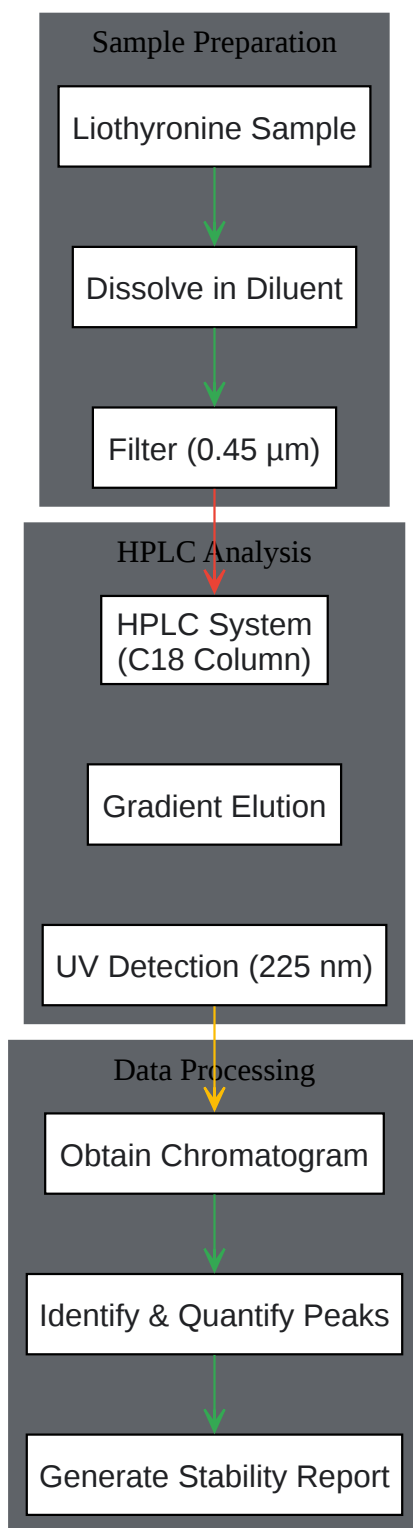 Sample Preparation
Liothyronine Sample
Dissolve in Diluent
Filter (0.45 µm)
HPLC Analysis
HPLC System
(C18 Column)
Gradient Elution
UV Detection (225 nm)
Data Processing
Obtain Chromatogram
Identify & Quantify Peaks
Generate Stability Report